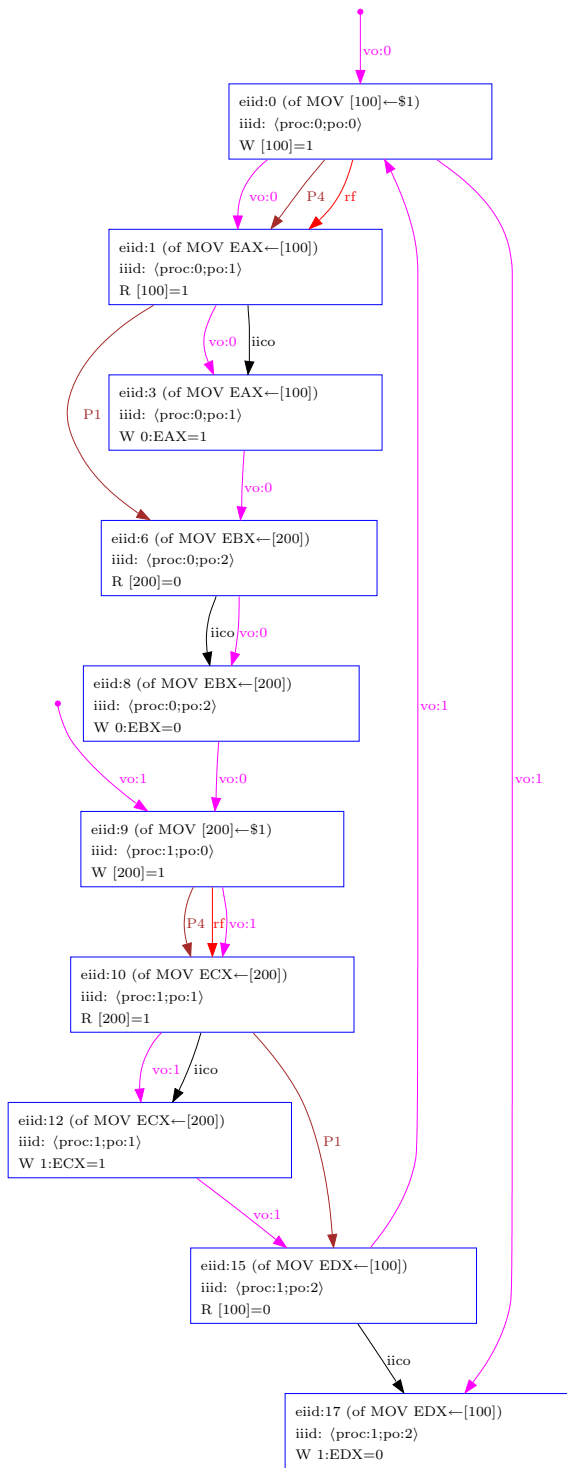 vo:0
eiid:0 (of MOV [100]←$1)
iiid: ⟨proc:0;po:0⟩
W [100]=1
vo:0
P4
rf
eiid:1 (of MOV EAX←[100])
iiid: ⟨proc:0;po:1⟩
R [100]=1
vo:0
iico
P1
eiid:3 (of MOV EAX←[100])
iiid: ⟨proc:0;po:1⟩
W 0:EAX=1
vo:0
eiid:6 (of MOV EBX←[200])
iiid: ⟨proc:0;po:2⟩
R [200]=0
iico
vo:0
eiid:8 (of MOV EBX←[200])
iiid: ⟨proc:0;po:2⟩
W 0:EBX=0
vo:1
vo:1
vo:1
vo:0
eiid:9 (of MOV [200]←$1)
iiid: ⟨proc:1;po:0⟩
W [200]=1
P4
rf
vo:1
eiid:10 (of MOV ECX←[200])
iiid: ⟨proc:1;po:1⟩
R [200]=1
vo:1
iico
P1
eiid:12 (of MOV ECX←[200])
iiid: ⟨proc:1;po:1⟩
W 1:ECX=1
vo:1
eiid:15 (of MOV EDX←[100])
iiid: ⟨proc:1;po:2⟩
R [100]=0
iico
eiid:17 (of MOV EDX←[100])
iiid: ⟨proc:1;po:2⟩
W 1:EDX=0